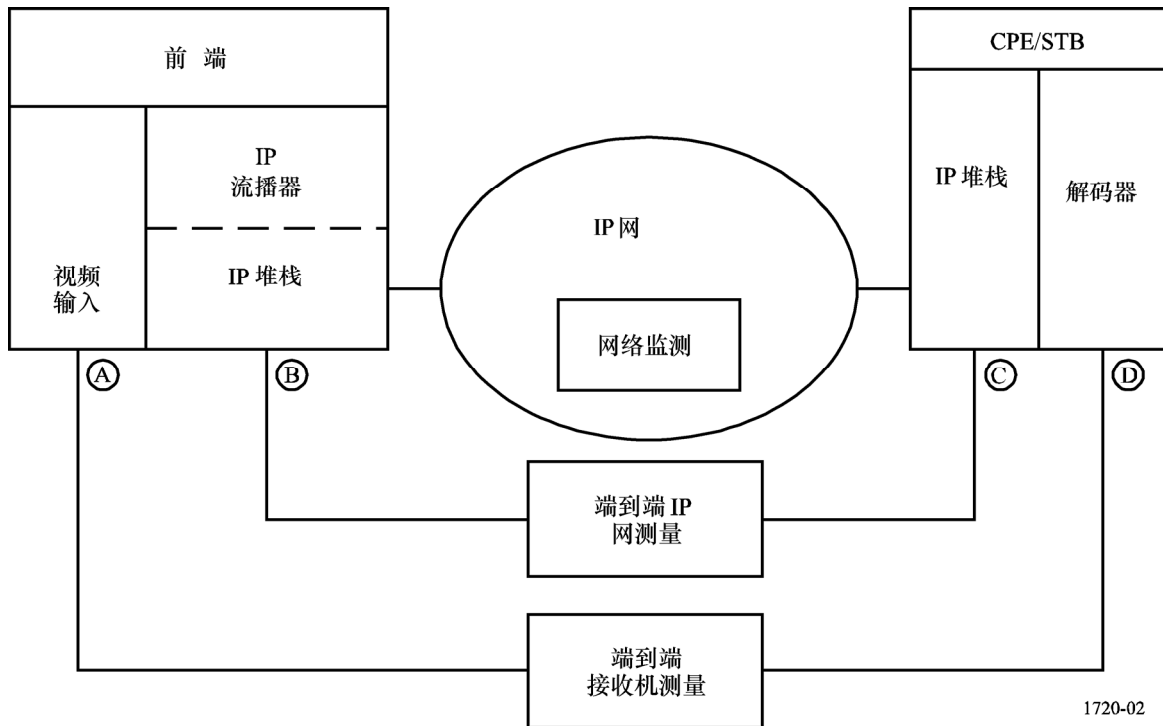 前 端
IP
流播器
视频
输入
IP 堆栈
IP 网
网络监测
CPE/STB
IP 堆栈
解码器
A
B
C
D
端到端 IP
网测量
端到端
接收机测量
1720-02